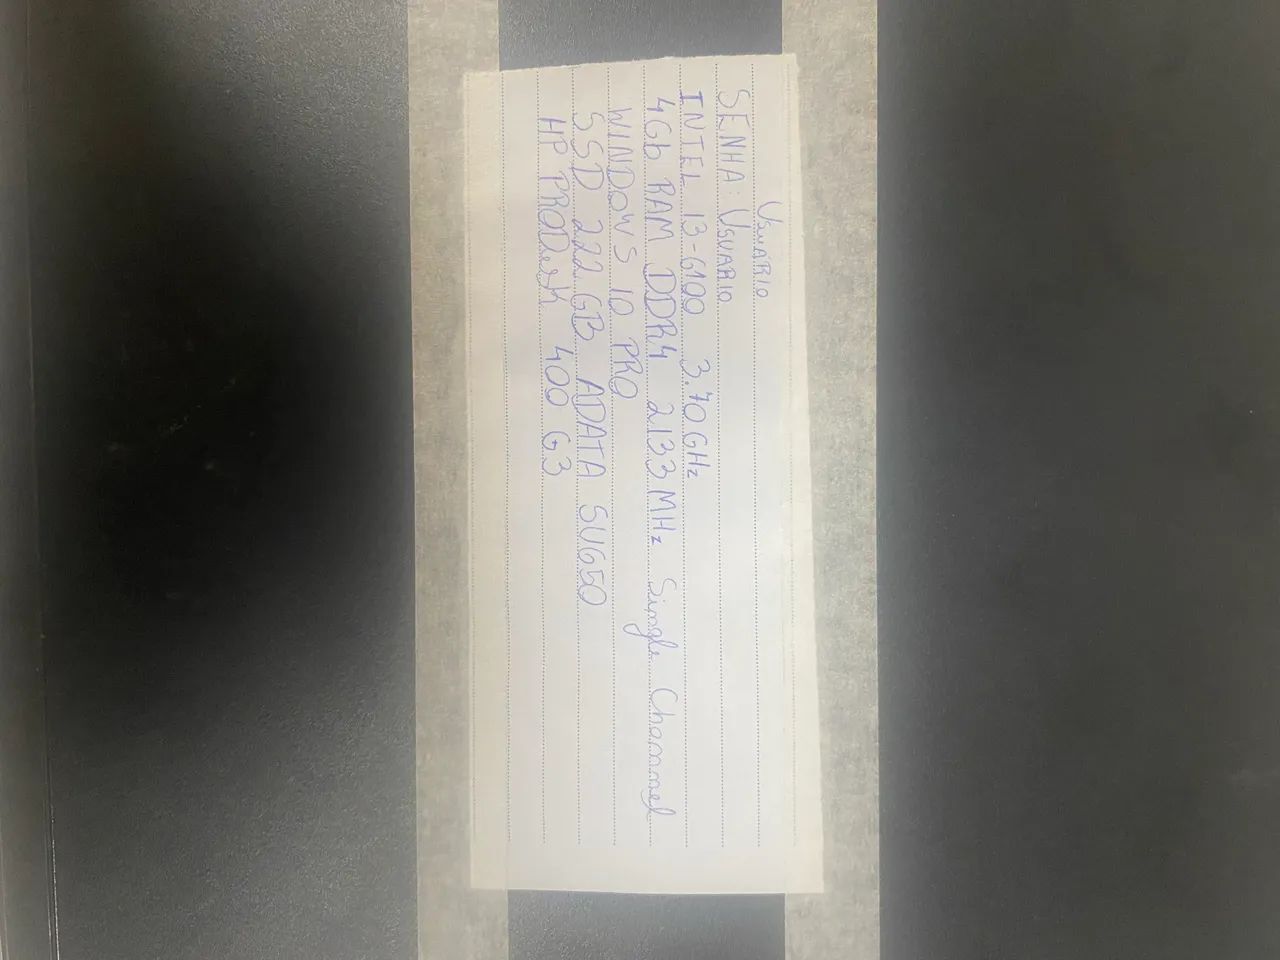 USUARIO
SENHA: USUARIO
INTEL I3-6100 3.70GHz
4Gb RAM DDR4 2133MHz Single Channel
WINDOWS 10 PRO
SSD 222 GB ADATA SU650
HP PRODesk 400 G3